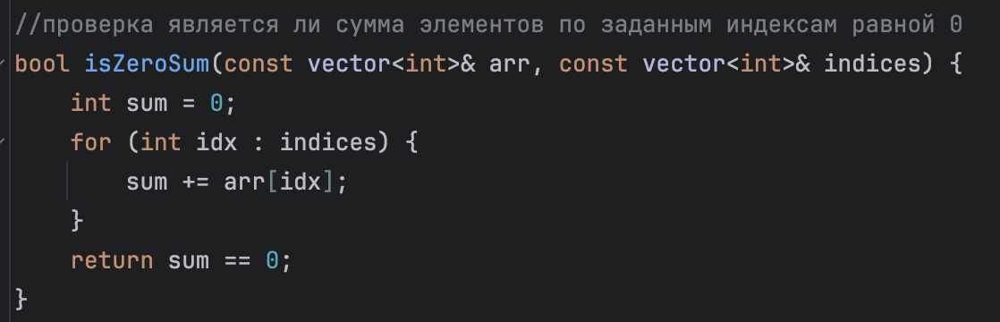 //проверка является ли сумма элементов по заданным индексам равной 0
bool isZeroSum(const vector<int>& arr, const vector<int>& indices) {
    int sum = 0;
    for (int idx : indices) {
        sum += arr[idx];
    }
    return sum == 0;
}